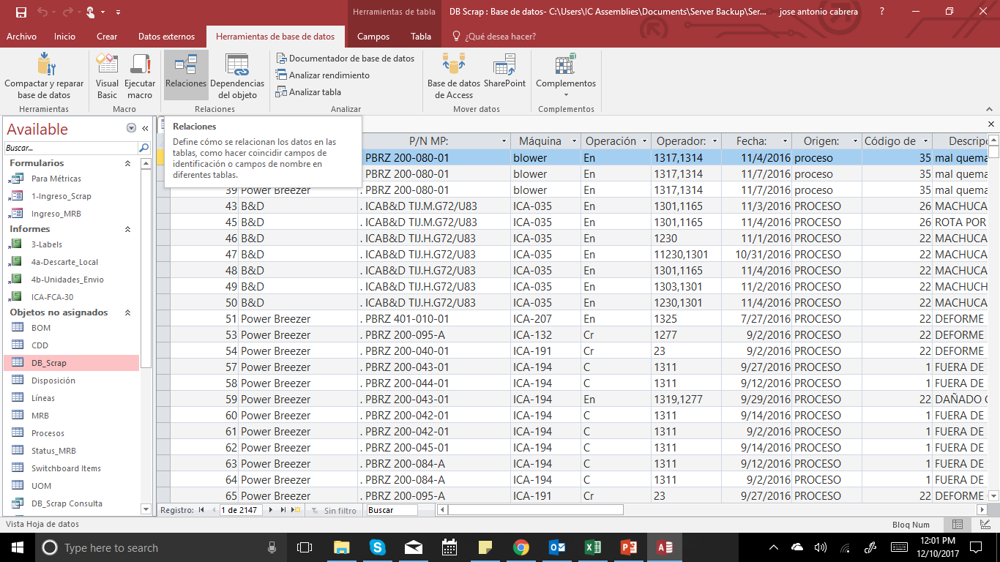 Herramientas de tabla
DB Scrap : Base de datos- C:\Users\IC Assemblies\Documents\Server Backup\Ser...
jose antonio cabrera
?
Archivo Inicio Crear Datos externos Herramientas de base de datos Campos Tabla ¿Qué desea hacer?
Compactar y reparar base de datos
Herramientas
Visual Basic
Ejecutar macro
Macro
Relaciones
Dependencias del objeto
Relaciones
Documentador de base de datos
Analizar rendimiento
Analizar tabla
Analizar
Base de datos de Access
SharePoint
Mover datos
Complementos
Complementos
Relaciones
Define cómo se relacionan los datos en las
tablas, como hacer coincidir campos de
identificación o campos de nombre en
diferentes tablas.
Available
Buscar...
Formularios
Para Métricas
1-Ingreso_Scrap
Ingreso_MRB
Informes
3-Labels
4a-Descarte_Local
4b-Unidades_Envio
ICA-FCA-30
Objetos no asignados
BOM
CDD
DB_Scrap
Disposición
Líneas
MRB
Procesos
Status_MRB
Switchboard Items
UOM
DB_Scrap Consulta
P/N MP: Máquina Operación Operador: Fecha: Origen: Código de Descripc
PBRZ 200-080-01 blower En 1317,1314 11/4/2016 proceso 35 mal quema
PBRZ 200-080-01 blower En 1317,1314 11/7/2016 proceso 35 mal quema
39 Power Breezer . PBRZ 200-080-01 blower En 1317,1314 11/7/2016 proceso 35 mal quema
43 B&D . ICAB&D TIJ.M.G72/U83 ICA-035 En 1301,1165 11/3/2016 PROCESO 26 MACHUCA
45 B&D . ICAB&D TIJ.M.G72/U83 ICA-035 En 1301,1165 11/4/2016 PROCESO 26 ROTA POR
46 B&D . ICAB&D TIJ.H.G72/U83 ICA-035 En 1230 11/1/2016 PROCESO 22 MACHUCA
47 B&D . ICAB&D TIJ.H.G72/U83 ICA-035 En 11230,1301 10/31/2016 PROCESO 22 MACHUCA
48 B&D . ICAB&D TIJ.H.G72/U83 ICA-035 En 1301,1165 11/4/2016 PROCESO 22 MACHUCA
49 B&D . ICAB&D TIJ.H.G72/U83 ICA-035 En 1303,1301 11/2/2016 PROCESO 22 MACHUCH
50 B&D . ICAB&D TIJ.H.G72/U83 ICA-035 En 1230,1301 11/4/2016 PROCESO 22 MACHUCA
51 Power Breezer . PBRZ 401-010-01 ICA-207 En 1325 7/27/2016 PROCESO 22 DEFORME
53 Power Breezer . PBRZ 200-095-A ICA-132 Cr 1277 9/2/2016 PROCESO 22 DEFORME
54 Power Breezer . PBRZ 200-040-01 ICA-191 Cr 23 9/2/2016 PROCESO 22 DEFORME
57 Power Breezer . PBRZ 200-043-01 ICA-194 C 1311 9/27/2016 PROCESO 1 FUERA DE
58 Power Breezer . PBRZ 200-044-01 ICA-194 C 1311 9/12/2016 PROCESO 1 FUERA DE
59 Power Breezer . PBRZ 200-043-01 ICA-194 En 1319,1277 9/29/2016 PROCESO 22 DAÑADO
60 Power Breezer . PBRZ 200-042-01 ICA-194 C 1311 9/14/2016 PROCESO 1 FUERA DE
61 Power Breezer . PBRZ 200-042-01 ICA-194 C 1311 9/2/2016 PROCESO 1 FUERA DE
62 Power Breezer . PBRZ 200-045-01 ICA-194 C 1311 9/14/2016 PROCESO 1 FUERA DE
63 Power Breezer . PBRZ 200-084-A ICA-194 C 1311 9/12/2016 PROCESO 1 FUERA DE
64 Power Breezer . PBRZ 200-084-A ICA-194 C 1311 9/2/2016 PROCESO 1 FUERA DE
65 Power Breezer . PBRZ 200-095-A ICA-191 Cr 23 9/27/2016 PROCESO 22 DEFORME
Registro: 1 de 2147 Sin filtro Buscar
Vista Hoja de datos
Bloq Num
Type here to search
12:01 PM
12/10/2017